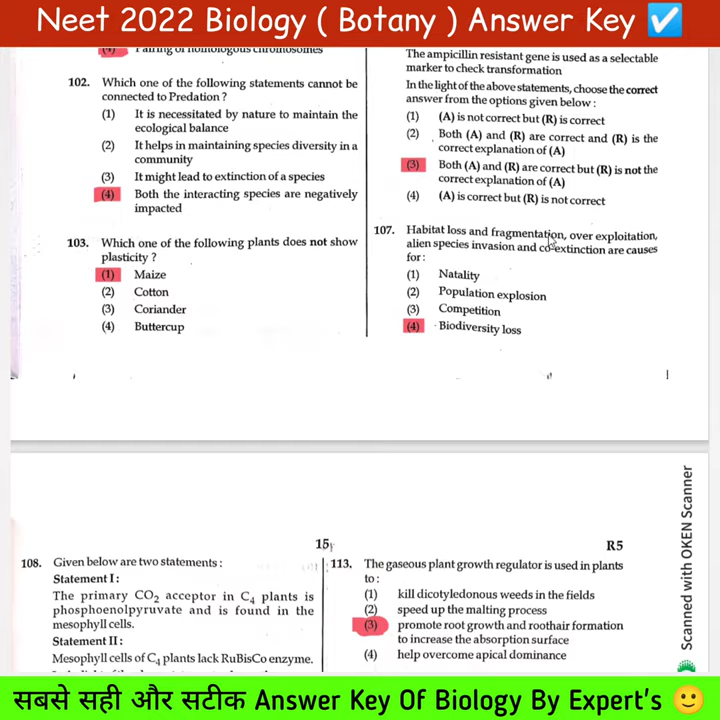 Neet 2022 Biology ( Botany ) Answer Key ✅
(4) Pairing of homologous chromosomes
102. Which one of the following statements cannot be
connected to Predation ?
(1) It is necessitated by nature to maintain the
ecological balance
(2) It helps in maintaining species diversity in a
community
(3) It might lead to extinction of a species
(4) Both the interacting species are negatively
impacted
103. Which one of the following plants does not show
plasticity ?
(1) Maize
(2) Cotton
(3) Coriander
(4) Buttercup
The ampicillin resistant gene is used as a selectable
marker to check transformation
In the light of the above statements, choose the correct
answer from the options given below :
(1) (A) is not correct but (R) is correct
(2) Both (A) and (R) are correct and (R) is the
correct explanation of (A)
(3) Both (A) and (R) are correct but (R) is not the
correct explanation of (A)
(4) (A) is correct but (R) is not correct
107. Habitat loss and fragmentation, over exploitation,
alien species invasion and co-extinction are causes
for :
(1) Natality
(2) Population explosion
(3) Competition
(4) Biodiversity loss
15
R5
108. Given below are two statements :
Statement I :
The primary CO₂ acceptor in C₄ plants is
phosphoenolpyruvate and is found in the
mesophyll cells.
Statement II :
Mesophyll cells of C₄ plants lack RuBisCo enzyme.
113. The gaseous plant growth regulator is used in plants
to :
(1) kill dicotyledonous weeds in the fields
(2) speed up the malting process
(3) promote root growth and roothair formation
to increase the absorption surface
(4) help overcome apical dominance
Scanned with OKEN Scanner
सबसे सही और सटीक Answer Key Of Biology By Expert's 🙂